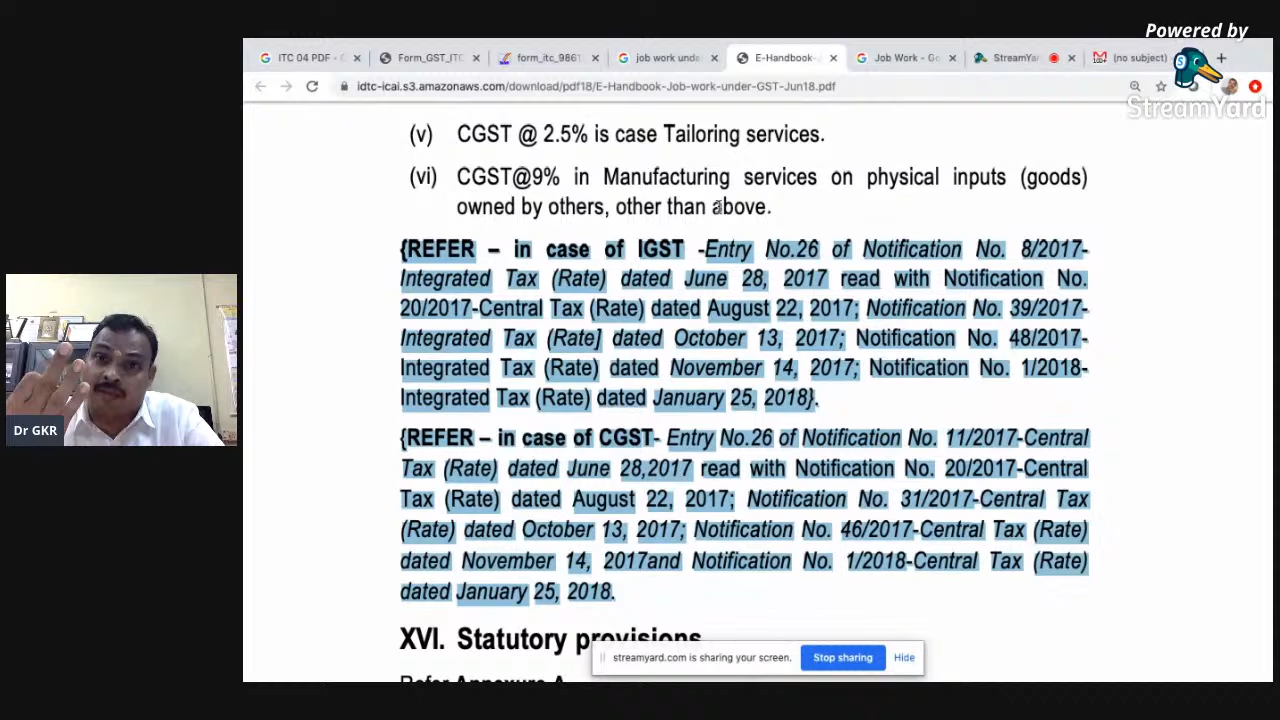 Powered by
StreamYard
ITC 04 PDF - G
Form_GST_ITC
form_itc_9861
job work unde
E-Handbook-
Job Work - Go
StreamYar
(no subject)
idtc-icai.s3.amazonaws.com/download/pdf18/E-Handbook-Job-work-under-GST-Jun18.pdf
(v) CGST @ 2.5% is case Tailoring services.
(vi) CGST@9% in Manufacturing services on physical inputs (goods)
owned by others, other than above.
{REFER – in case of IGST -Entry No.26 of Notification No. 8/2017-
Integrated Tax (Rate) dated June 28, 2017 read with Notification No.
20/2017-Central Tax (Rate) dated August 22, 2017; Notification No. 39/2017-
Integrated Tax (Rate] dated October 13, 2017; Notification No. 48/2017-
Integrated Tax (Rate) dated November 14, 2017; Notification No. 1/2018-
Integrated Tax (Rate) dated January 25, 2018}.
{REFER – in case of CGST- Entry No.26 of Notification No. 11/2017-Central
Tax (Rate) dated June 28,2017 read with Notification No. 20/2017-Central
Tax (Rate) dated August 22, 2017; Notification No. 31/2017-Central Tax
(Rate) dated October 13, 2017; Notification No. 46/2017-Central Tax (Rate)
dated November 14, 2017and Notification No. 1/2018-Central Tax (Rate)
dated January 25, 2018.
XVI. Statutory provisions
Refer Annexure A
streamyard.com is sharing your screen. Stop sharing Hide
Dr GKR